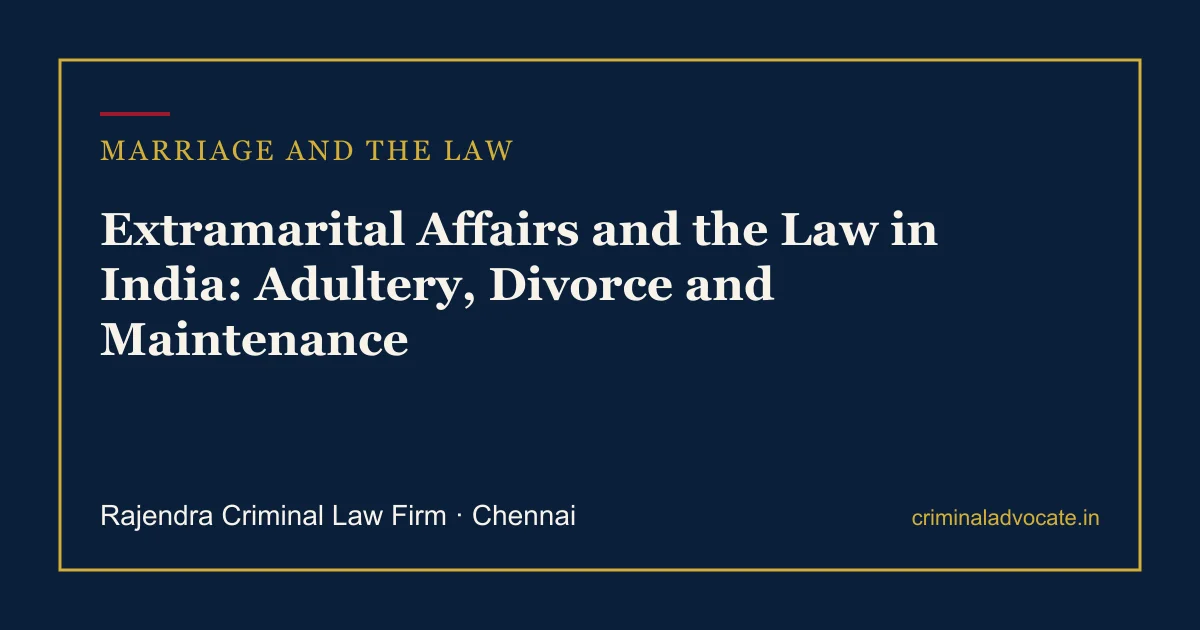 MARRIAGE AND THE LAW
Extramarital Affairs and the Law in
India: Adultery, Divorce and
Maintenance
Rajendra Criminal Law Firm · Chennai
criminaladvocate.in